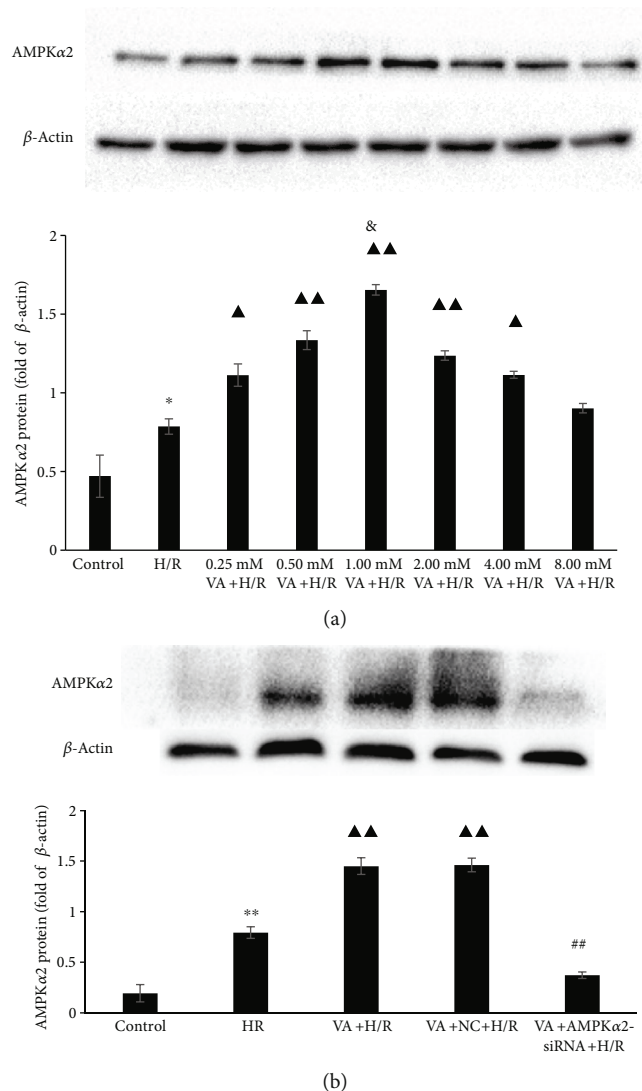 AMPKα2
β-Actin
AMPKα2 protein (fold of β-actin)
2
1.5
1
0.5
0
*
▲
▲▲
&
▲▲
▲▲
▲
Control H/R 0.25 mM 0.50 mM 1.00 mM 2.00 mM 4.00 mM 8.00 mM
VA+H/R VA+H/R VA+H/R VA+H/R VA+H/R VA+H/R
(a)
AMPKα2
β-Actin
AMPKα2 protein (fold of β-actin)
2
1.5
1
0.5
0
**
▲▲
▲▲
##
Control HR VA+H/R VA+NC+H/R VA+AMPKα2-
siRNA+H/R
(b)